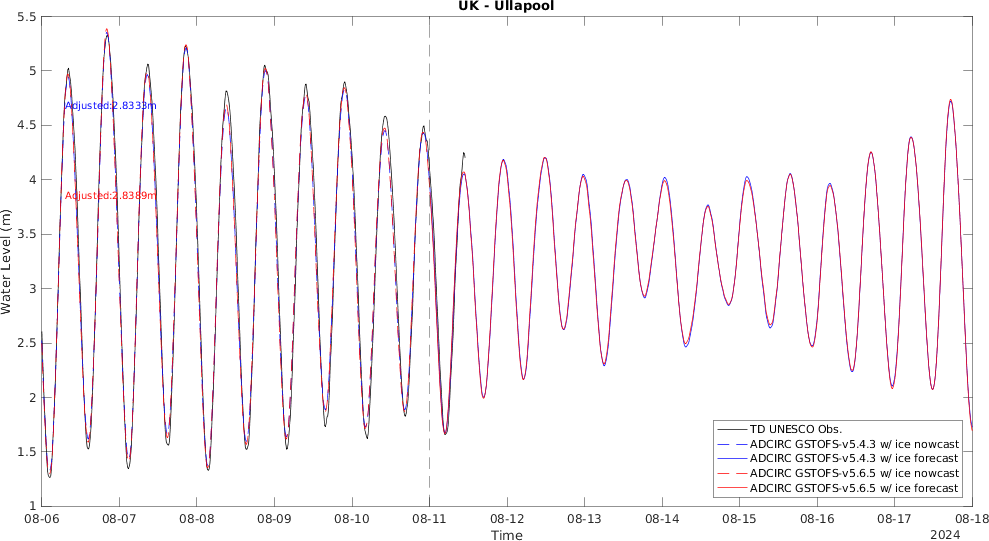 UK - Ullapool
5.5
5
4.5
4
3.5
3
2.5
2
1.5
1
Water Level (m)
Adjusted:2.8333m
Adjusted:2.8389m
TD UNESCO Obs.
ADCIRC GSTOFS-v5.4.3 w/ ice nowcast
ADCIRC GSTOFS-v5.4.3 w/ ice forecast
ADCIRC GSTOFS-v5.6.5 w/ ice nowcast
ADCIRC GSTOFS-v5.6.5 w/ ice forecast
08-06 08-07 08-08 08-09 08-10 08-11 08-12 08-13 08-14 08-15 08-16 08-17 08-18
Time
2024